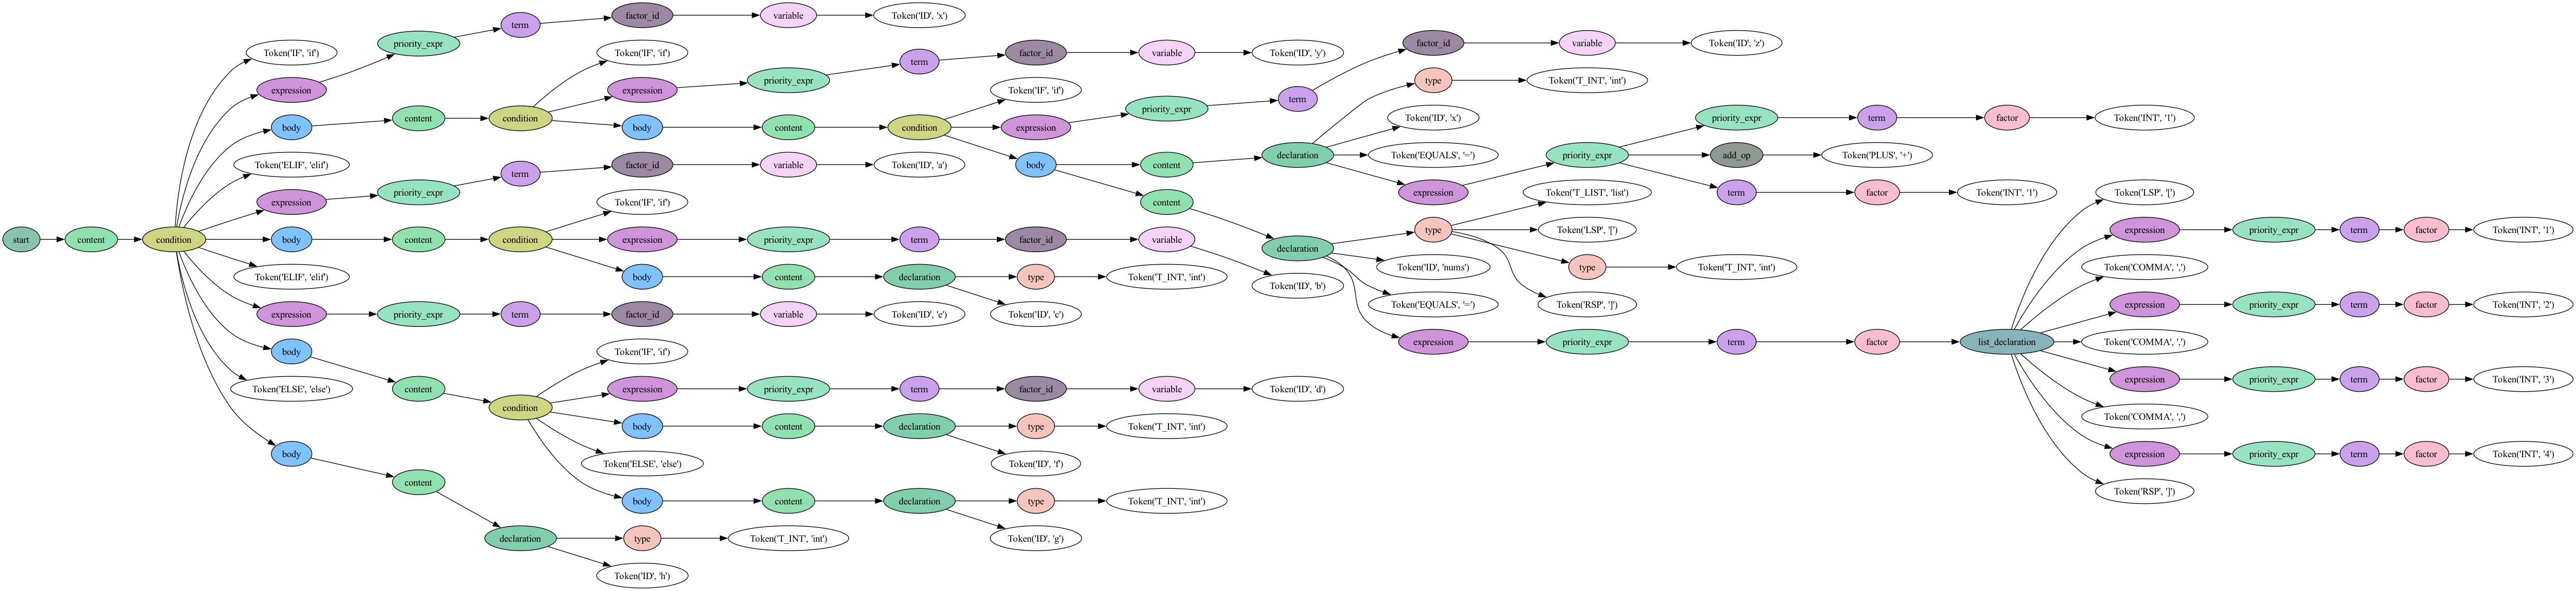 start
content
condition
Token('IF', 'if')
expression
priority_expr
term
factor_id
variable
Token('ID', 'x')
body
content
condition
Token('IF', 'if')
expression
priority_expr
term
factor_id
variable
Token('ID', 'y')
body
content
condition
Token('IF', 'if')
expression
priority_expr
term
factor_id
variable
Token('ID', 'z')
body
content
declaration
type
Token('T_INT', 'int')
Token('ID', 'x')
Token('EQUALS', '=')
expression
priority_expr
priority_expr
term
factor
Token('INT', '1')
add_op
Token('PLUS', '+')
term
factor
Token('INT', '1')
content
declaration
type
Token('T_LIST', 'list')
Token('LSP', '[')
type
Token('T_INT', 'int')
Token('RSP', ']')
Token('ID', 'nums')
Token('EQUALS', '=')
expression
priority_expr
term
factor
list_declaration
Token('LSP', '[')
expression
priority_expr
term
factor
Token('INT', '1')
Token('COMMA', ',')
expression
priority_expr
term
factor
Token('INT', '2')
Token('COMMA', ',')
expression
priority_expr
term
factor
Token('INT', '3')
Token('COMMA', ',')
expression
priority_expr
term
factor
Token('INT', '4')
Token('RSP', ']')
Token('ELIF', 'elif')
expression
priority_expr
term
factor_id
variable
Token('ID', 'a')
body
content
condition
Token('IF', 'if')
expression
priority_expr
term
factor_id
variable
Token('ID', 'b')
body
content
declaration
type
Token('T_INT', 'int')
Token('ID', 'c')
Token('ELIF', 'elif')
expression
priority_expr
term
factor_id
variable
Token('ID', 'e')
body
content
condition
Token('IF', 'if')
expression
priority_expr
term
factor_id
variable
Token('ID', 'd')
body
content
declaration
type
Token('T_INT', 'int')
Token('ID', 'f')
Token('ELSE', 'else')
body
content
declaration
type
Token('T_INT', 'int')
Token('ID', 'g')
Token('ELSE', 'else')
body
content
declaration
type
Token('T_INT', 'int')
Token('ID', 'h')